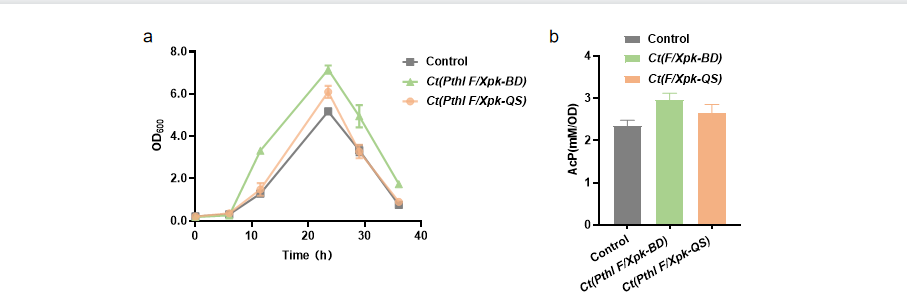 a
8.0
6.0
4.0
2.0
0.0
OD600
0 10 20 30 40
Time (h)
Control
Ct(Pthl F/Xpk-BD)
Ct(Pthl F/Xpk-QS)
b
Control
Ct(F/Xpk-BD)
Ct(F/Xpk-QS)
4
3
2
1
0
AcP(mM/OD)
Control
Ct(Pthl F/Xpk-BD)
Ct(Pthl F/Xpk-QS)